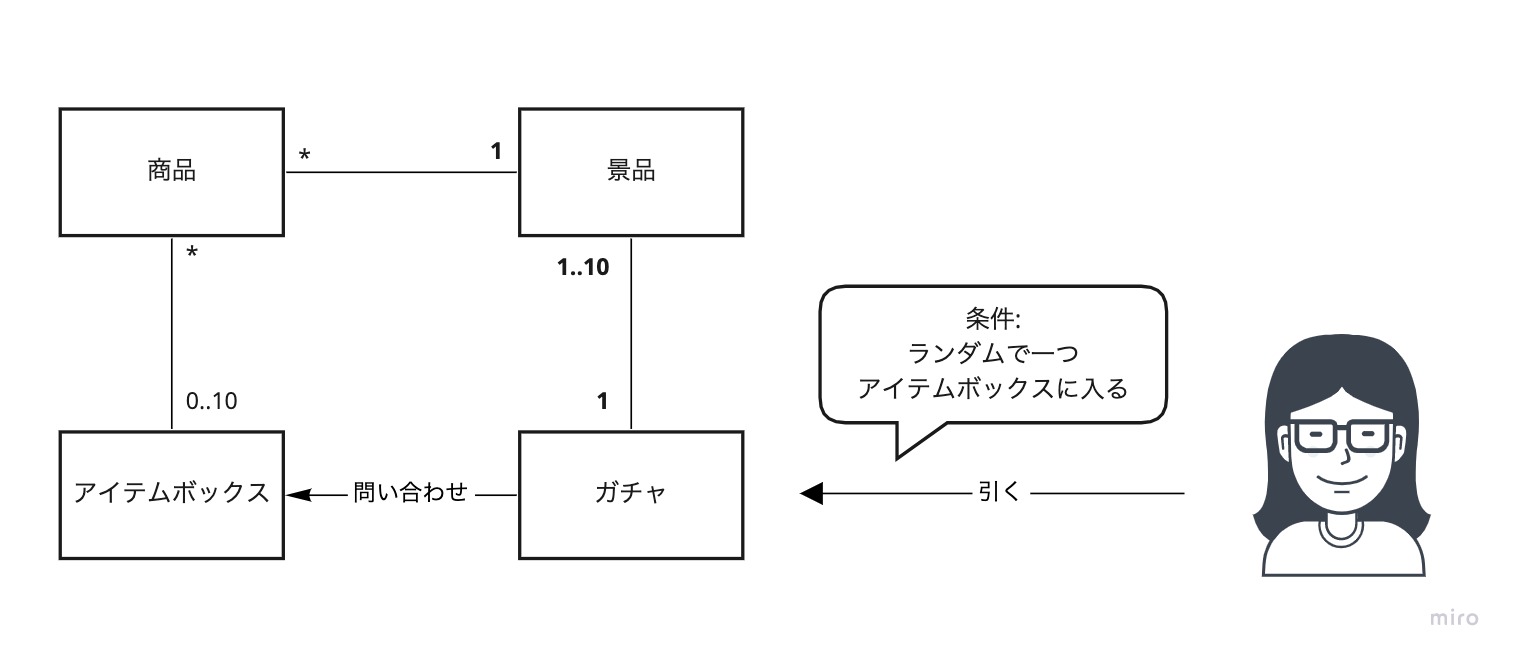 商品
*
1
景品
*
1..10
条件:
ランダムで一つ
アイテムボックスに入る
0..10
1
アイテムボックス
問い合わせ
ガチャ
引く
miro